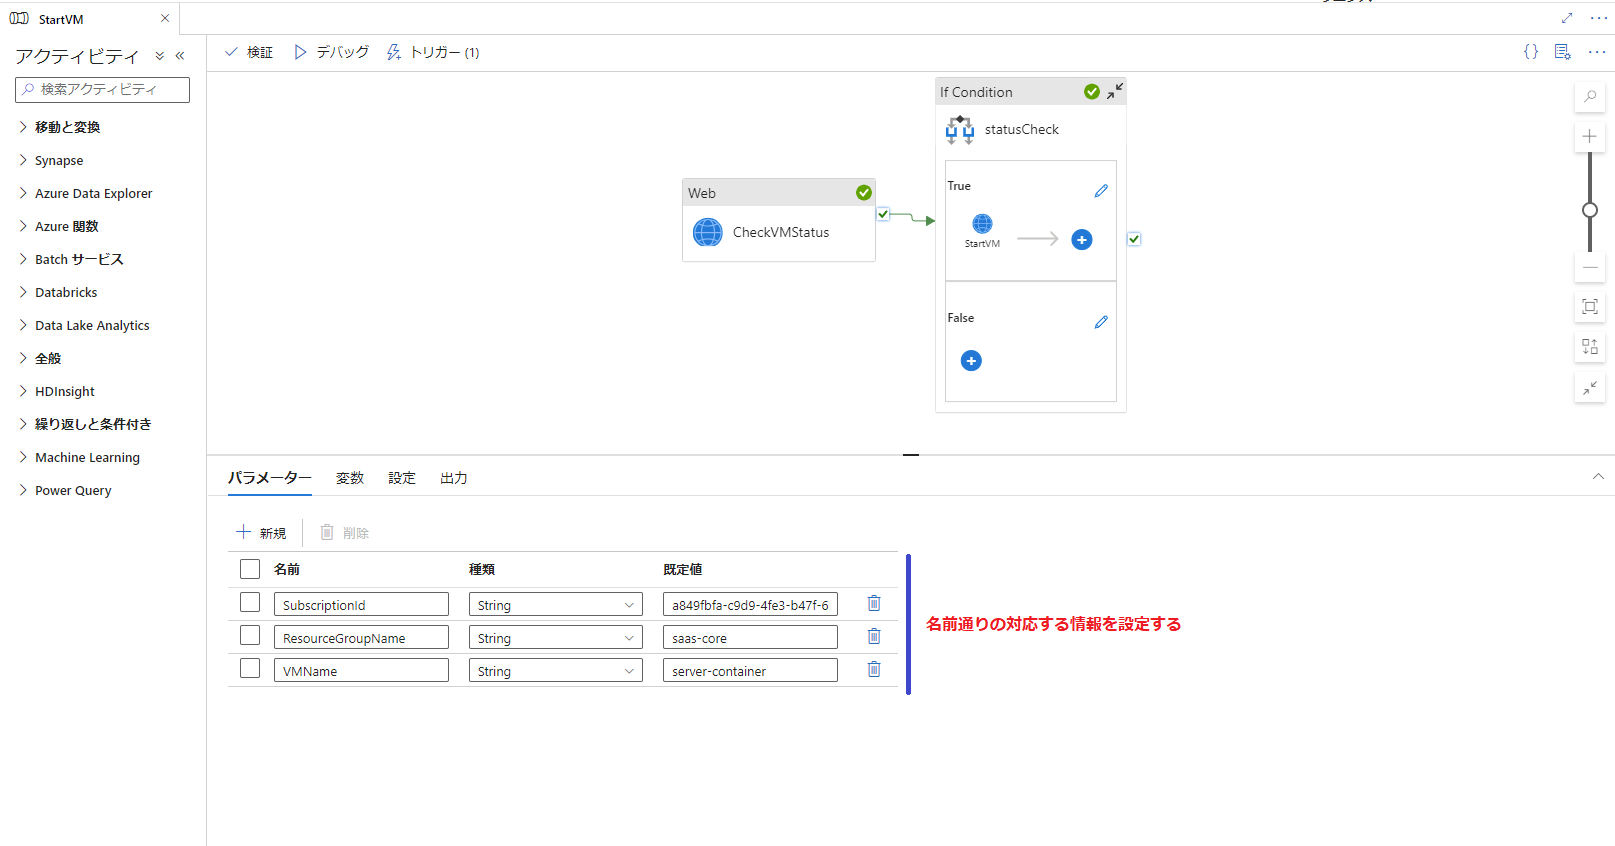 StartVM
アクティビティ
検索アクティビティ
移動と変換
Synapse
Azure Data Explorer
Azure 関数
Batch サービス
Databricks
Data Lake Analytics
全般
HDInsight
繰り返しと条件付き
Machine Learning
Power Query
検証
デバッグ
トリガー (1)
Web
CheckVMStatus
If Condition
statusCheck
True
StartVM
False
パラメーター
変数
設定
出力
新規
削除
名前 種類 既定値
SubscriptionId String a849fbfa-c9d9-4fe3-b47f-6
ResourceGroupName String saas-core
VMName String server-container
名前通りの対応する情報を設定する